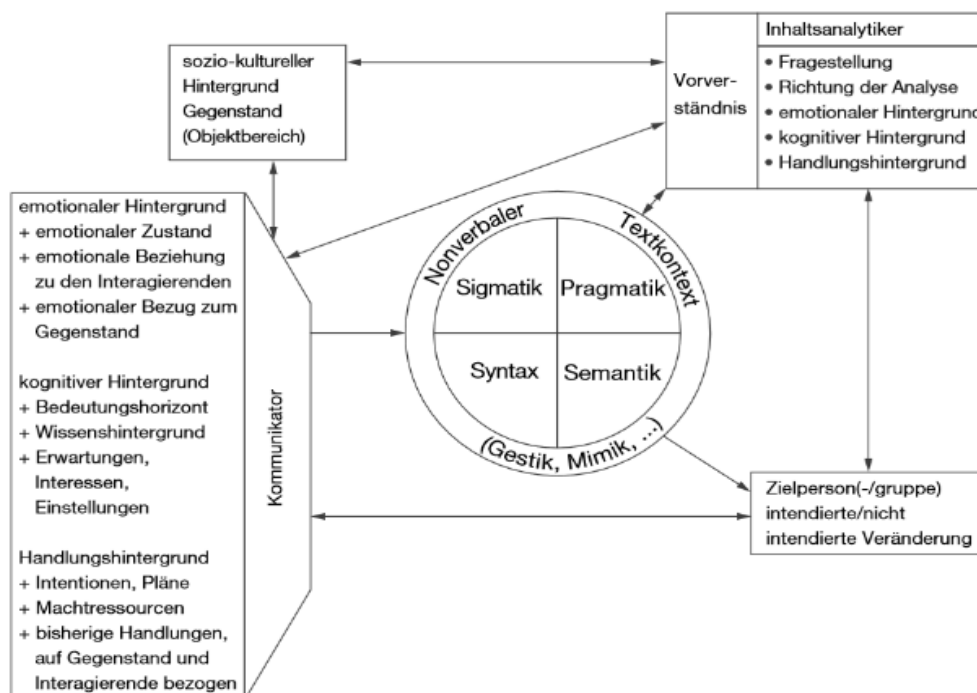 sozio-kultureller
Hintergrund
Gegenstand
(Objektbereich)
Vorver-
ständnis
Inhaltsanalytiker
• Fragestellung
• Richtung der Analyse
• emotionaler Hintergrund
• kognitiver Hintergrund
• Handlungshintergrund
emotionaler Hintergrund
+ emotionaler Zustand
+ emotionale Beziehung
zu den Interagierenden
+ emotionaler Bezug zum
Gegenstand
kognitiver Hintergrund
+ Bedeutungshorizont
+ Wissenshintergrund
+ Erwartungen,
Interessen,
Einstellungen
Handlungshintergrund
+ Intentionen, Pläne
+ Machtressourcen
+ bisherige Handlungen,
auf Gegenstand und
Interagierende bezogen
Kommunikator
Nonverbaler Textkontext
Sigmatik
Pragmatik
Syntax
Semantik
(Gestik, Mimik, ...)
Zielperson(-/gruppe)
intendierte/nicht
intendierte Veränderung